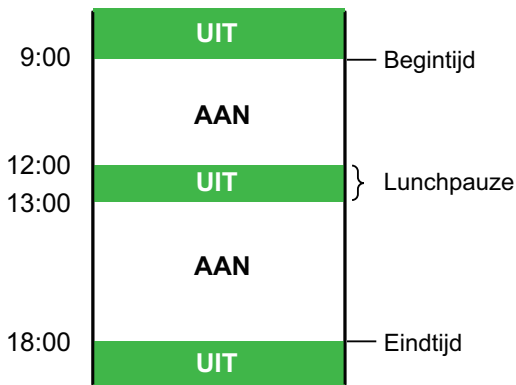 UIT
9:00
Begintijd
AAN
12:00
UIT
Lunchpauze
13:00
AAN
18:00
Eindtijd
UIT